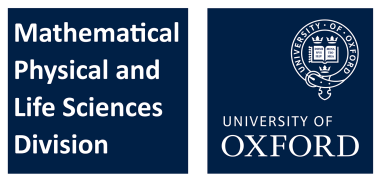 Mathematical
Physical and
Life Sciences
Division
UNIVERSITY·OF·OXFORD
UNIVERSITY OF
OXFORD